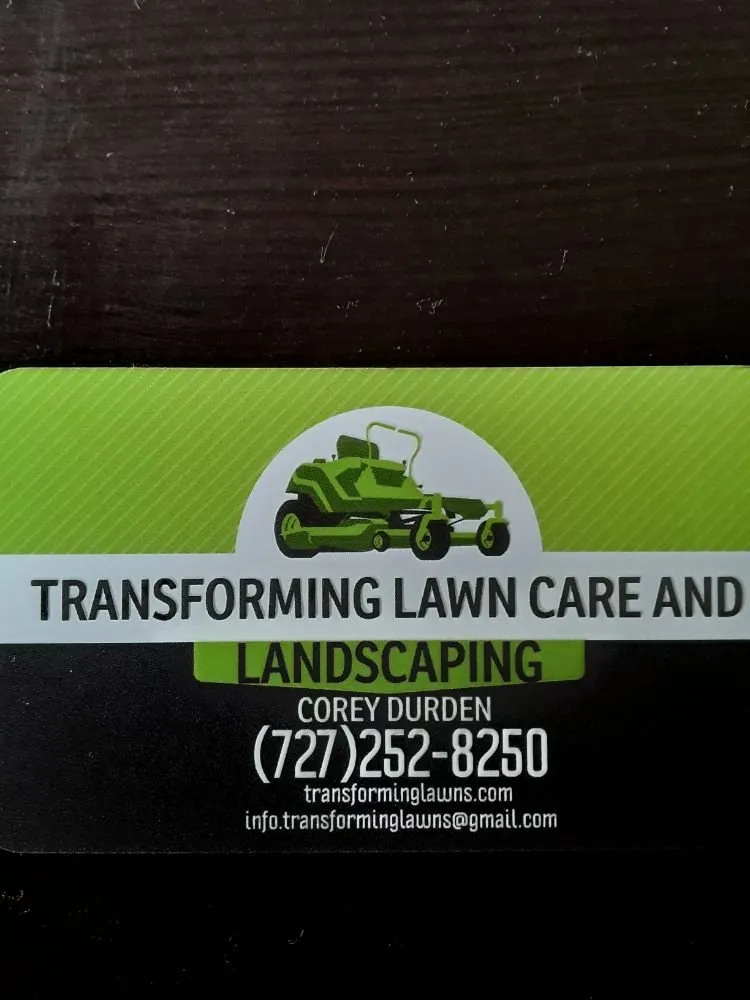 TRANSFORMING LAWN CARE AND
LANDSCAPING
COREY DURDEN
(727)252-8250
transforminglawns.com
info.transforminglawns@gmail.com